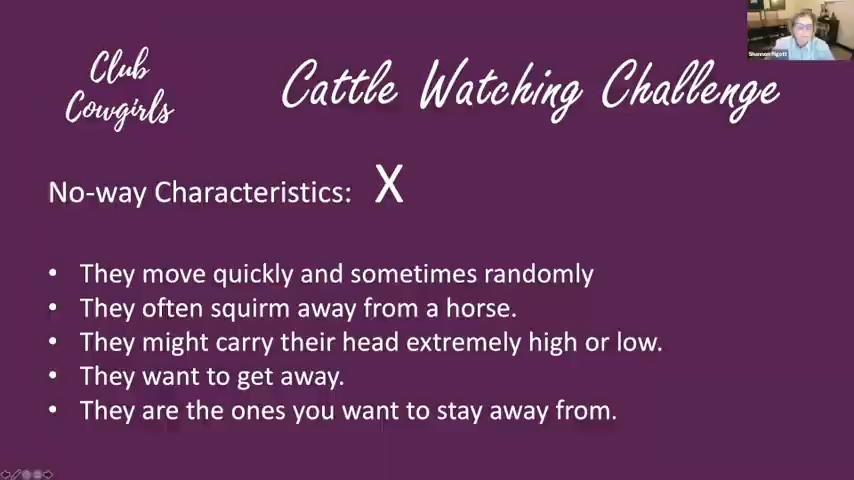 Club
Cowgirls
Cattle Watching Challenge
No-way Characteristics: X
• They move quickly and sometimes randomly
• They often squirm away from a horse.
• They might carry their head extremely high or low.
• They want to get away.
• They are the ones you want to stay away from.